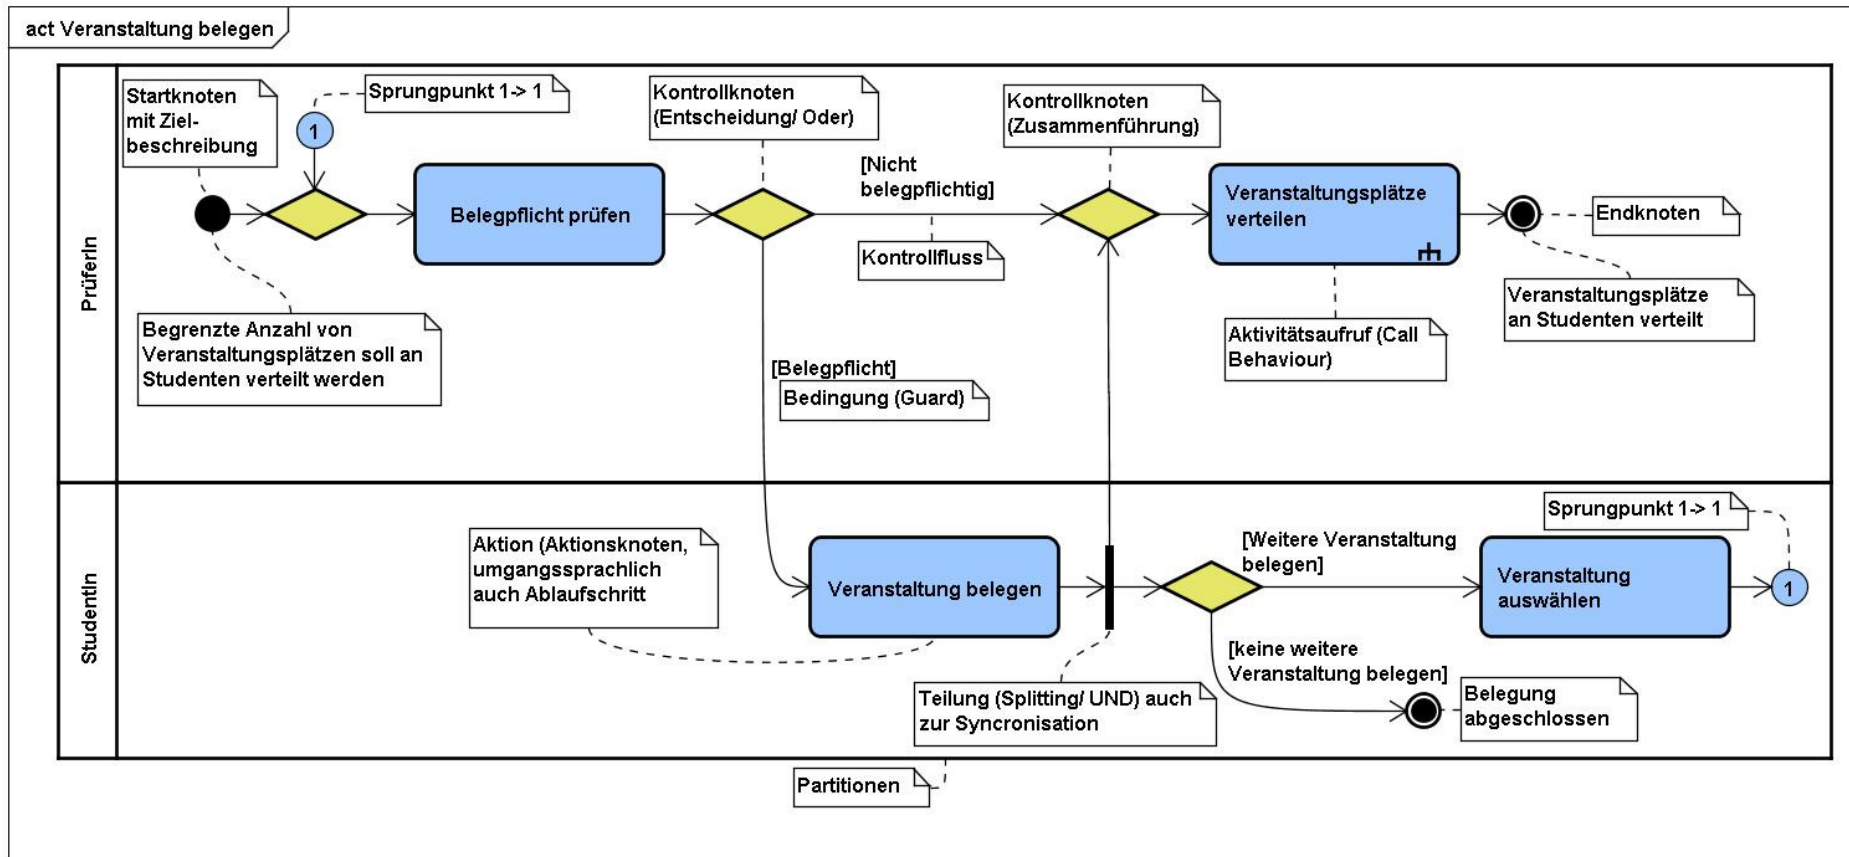 act Veranstaltung belegen
PrüferIn
Startknoten
mit Ziel-
beschreibung
Sprungpunkt 1-> 1
1
Kontrollknoten
(Entscheidung/ Oder)
Kontrollknoten
(Zusammenführung)
Belegpflicht prüfen
[Nicht
belegpflichtig]
Kontrollfluss
Veranstaltungsplätze
verteilen
Endknoten
Veranstaltungsplätze
an Studenten verteilt
Begrenzte Anzahl von
Veranstaltungsplätzen soll an
Studenten verteilt werden
Aktivitätsaufruf (Call
Behaviour)
[Belegpflicht]
Bedingung (Guard)
StudentIn
Aktion (Aktionsknoten,
umgangssprachlich
auch Ablaufschritt
Veranstaltung belegen
[Weitere Veranstaltung
belegen]
Sprungpunkt 1-> 1
Veranstaltung
auswählen
1
[keine weitere
Veranstaltung belegen]
Teilung (Splitting/ UND) auch
zur Syncronisation
Belegung
abgeschlossen
Partitionen